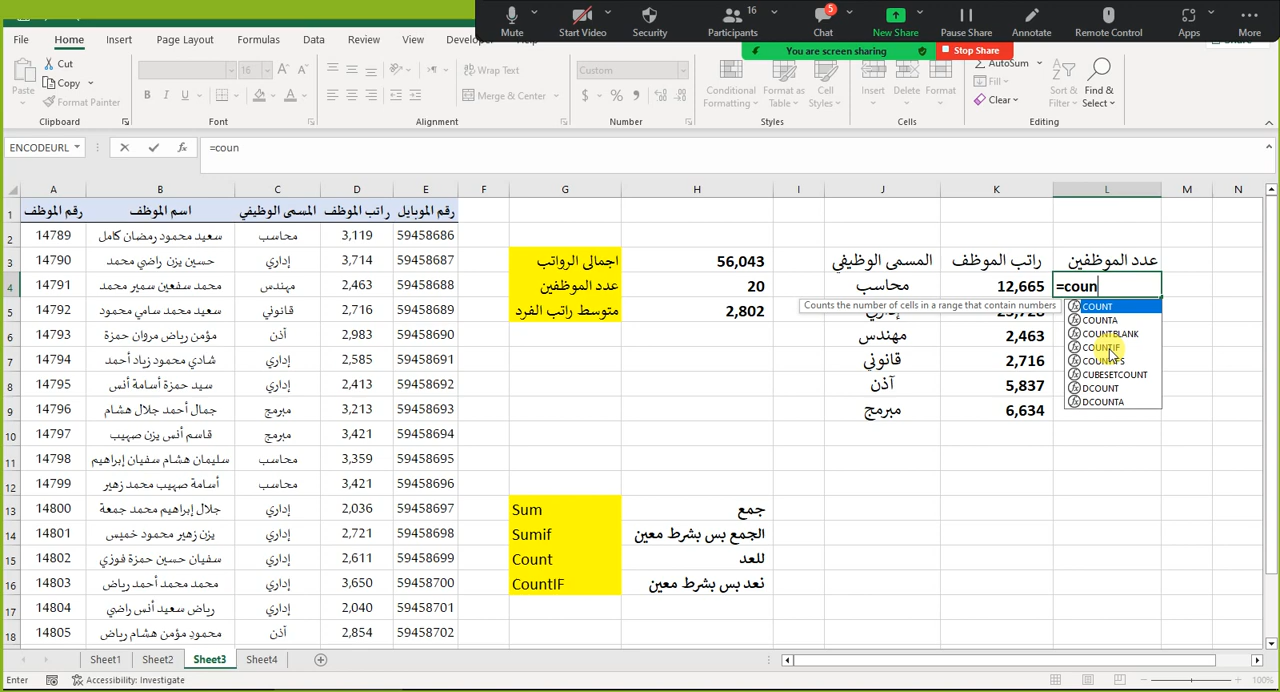 Mute
Start Video
Security
16
Participants
5
Chat
New Share
Pause Share
Annotate
Remote Control
Apps
More
You are screen sharing
Stop Share
File
Home
Insert
Page Layout
Formulas
Data
Review
View
Cut
Copy
Format Painter
Paste
Clipboard
16
B I U
Font
Wrap Text
Merge & Center
Alignment
Custom
$ % ,
Number
Conditional Formatting
Format as Table
Cell Styles
Styles
Insert
Delete
Format
Cells
AutoSum
Fill
Clear
Sort & Filter
Find & Select
Editing
ENCODEURL
fx
=coun
A B C D E F G H I J K L M N
1 رقم الموظف اسم الموظف المسمى الوظيفي راتب الموظف رقم الموبايل
2 14789 سعيد محمود رمضان كامل محاسب 3,119 59458686
3 14790 حسين يزن راضي محمد إداري 3,714 59458687
4 14791 محمد سفعين سمير محمد مهندس 2,463 59458688
5 14792 محمد سامي محمود قانوني 2,716 59458689
6 14793 مؤمن رياض مروان حمزة آذن 2,983 59458690
7 14794 شادي محمود زياد أحمد إداري 2,585 59458691
8 14795 سيد حمزة أسامة أنس إداري 2,413 59458692
9 14796 جمال أحمد جلال هشام مبرمج 3,213 59458693
10 14797 قاسم أنس يزن صهيب مبرمج 3,421 59458694
11 14798 سليمان هشام سفيان إبراهيم محاسب 3,359 59458695
12 14799 أسامة صهيب محمد زهير محاسب 3,421 59458696
13 14800 جلال إبراهيم محمد جمعة إداري 2,036 59458697
14 14801 يزن زهير محمود خميس إداري 2,721 59458698
15 14802 سفيان حسين حمزة فوزي إداري 2,611 59458699
16 14803 محمد محمد أحمد رياض إداري 3,650 59458700
17 14804 رياض سعيد أنس راضي إداري 2,040 59458701
18 14805 محمود مؤمن هشام رياض آذن 2,854 59458702
اجمالى الرواتب 56,043
عدد الموظفين 20
متوسط راتب الفرد 2,802
المسمى الوظيفي راتب الموظف عدد الموظفين
محاسب 12,665 =coun
مهندس 2,463
قانوني 2,716
آذن 5,837
مبرمج 6,634
Counts the number of cells in a range that contain numbers
COUNT
COUNTA
COUNTBLANK
COUNTIF
COUNTIFS
CUBESETCOUNT
DCOUNT
DCOUNTA
Sum جمع
Sumif الجمع بس بشرط معين
Count للعد
CountIF نعد بس بشرط معين
Sheet1
Sheet2
Sheet3
Sheet4
Enter
Accessibility: Investigate
100%